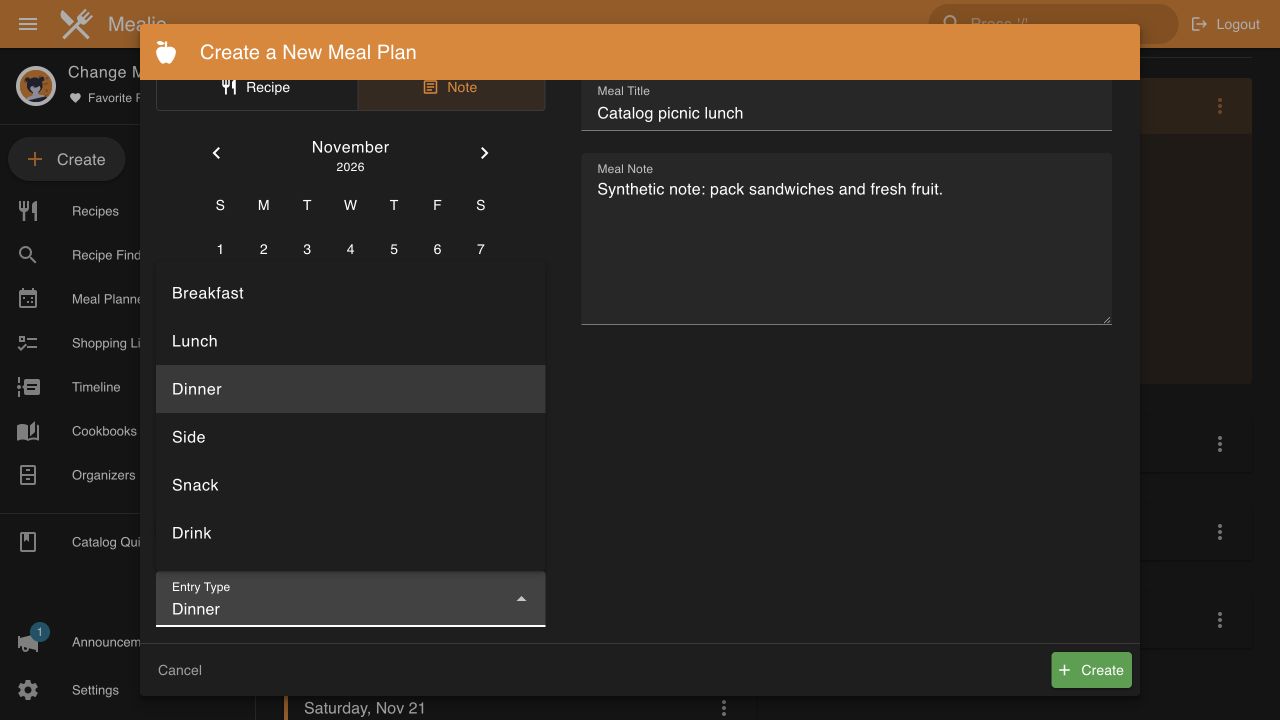 Mealie
Press '/'
Logout
Create a New Meal Plan
Change M
Favorite R
Create
Recipes
Recipe Find
Meal Planne
Shopping Li
Timeline
Cookbooks
Organizers
Catalog Qui
1
Announcem
Settings
Recipe
Note
November
2026
S M T W T F S
1 2 3 4 5 6 7
Breakfast
Lunch
Dinner
Side
Snack
Drink
Entry Type
Dinner
Meal Title
Catalog picnic lunch
Meal Note
Synthetic note: pack sandwiches and fresh fruit.
Cancel
Create
Saturday, Nov 21